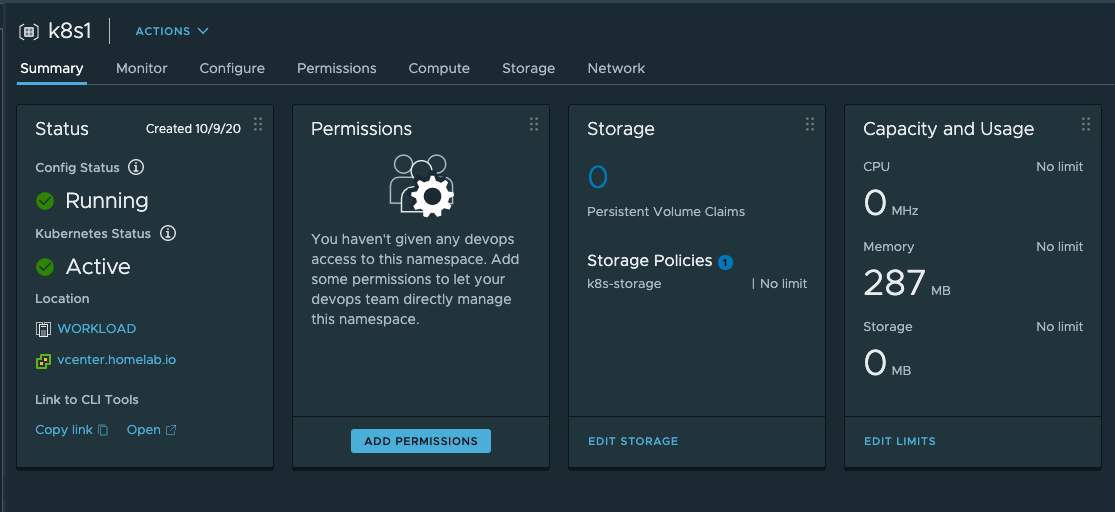 k8s1
ACTIONS
Summary Monitor Configure Permissions Compute Storage Network
Status Created 10/9/20
Config Status
Running
Kubernetes Status
Active
Location
WORKLOAD
vcenter.homelab.io
Link to CLI Tools
Copy link Open
Permissions
You haven't given any devops
access to this namespace. Add
some permissions to let your
devops team directly manage
this namespace.
ADD PERMISSIONS
Storage
0
Persistent Volume Claims
Storage Policies 1
k8s-storage | No limit
EDIT STORAGE
Capacity and Usage
CPU No limit
0 MHz
Memory No limit
287 MB
Storage No limit
0 MB
EDIT LIMITS